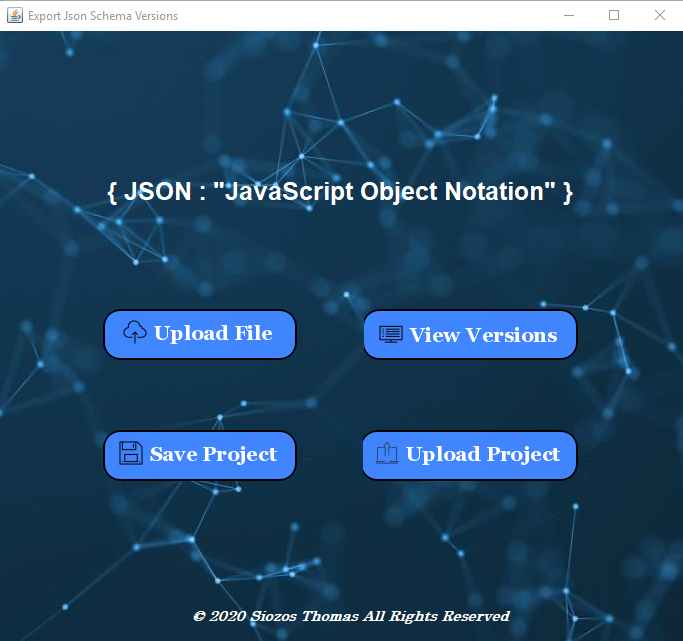 Export Json Schema Versions
{ JSON : "JavaScript Object Notation" }
Upload File
View Versions
Save Project
Upload Project
© 2020 Siozos Thomas All Rights Reserved